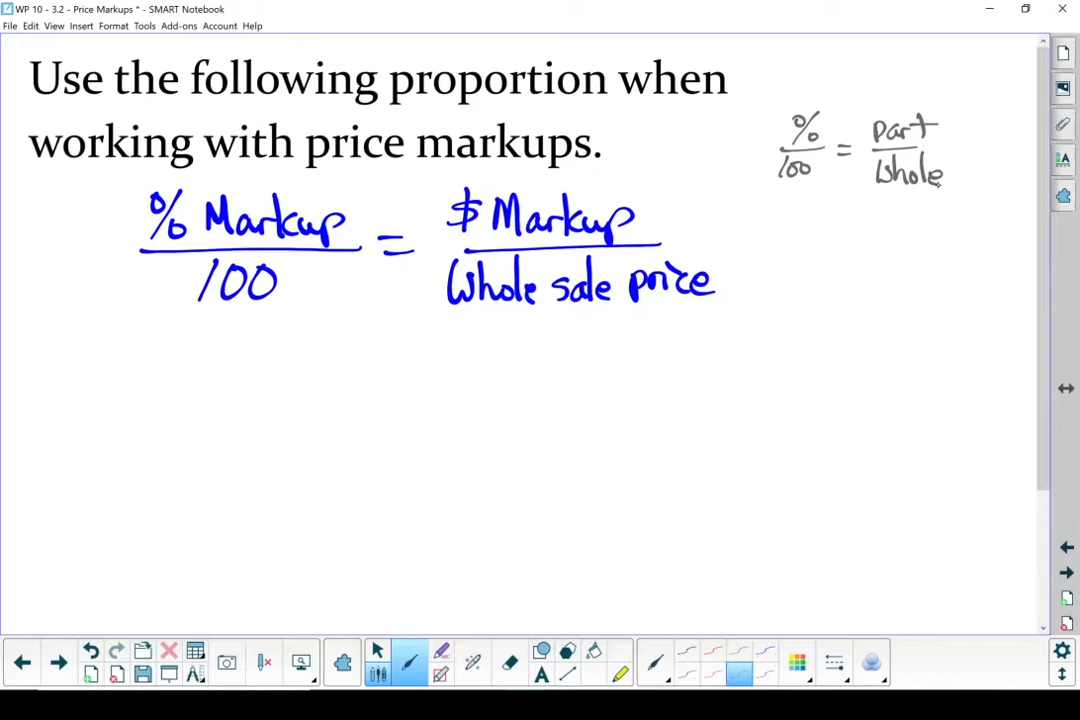 WP 10 - 3.2 - Price Markups * - SMART Notebook
File Edit View Insert Format Tools Add-ons Account Help
Use the following proportion when
working with price markups.
% / 100 = part / whole
% Markup / 100 = $ Markup / Whole sale price